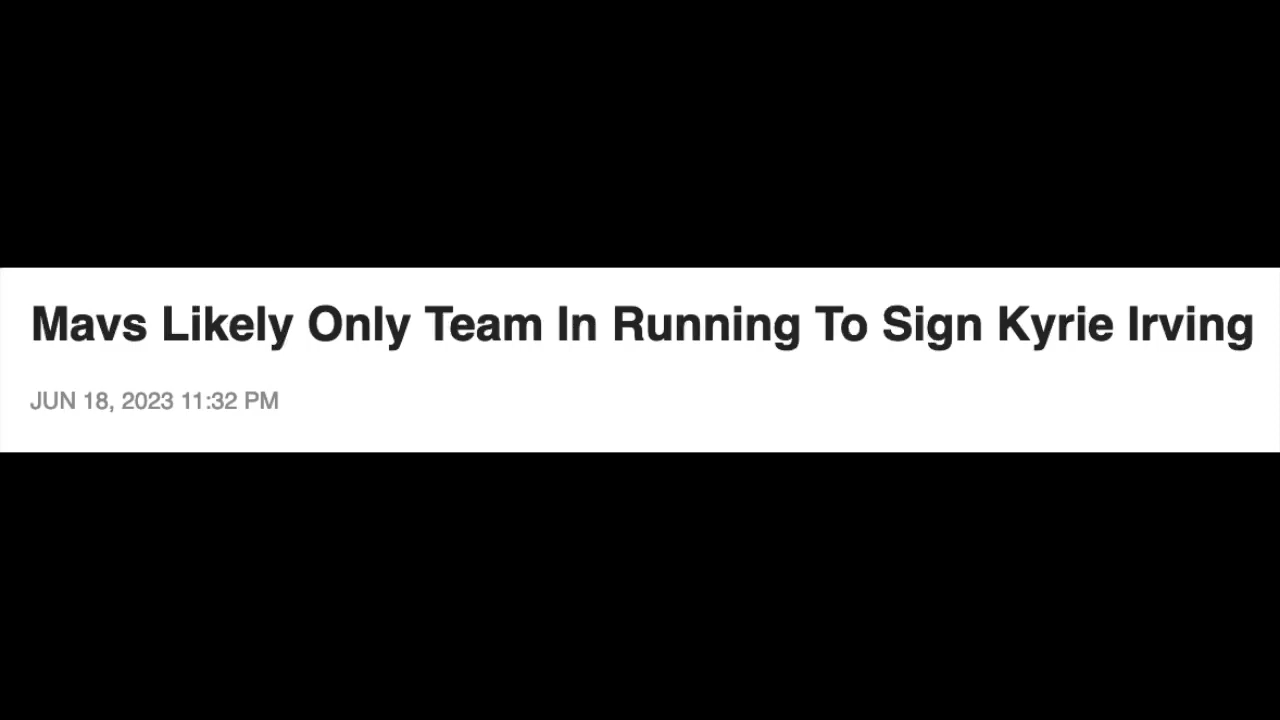 Mavs Likely Only Team In Running To Sign Kyrie Irving
JUN 18, 2023 11:32 PM